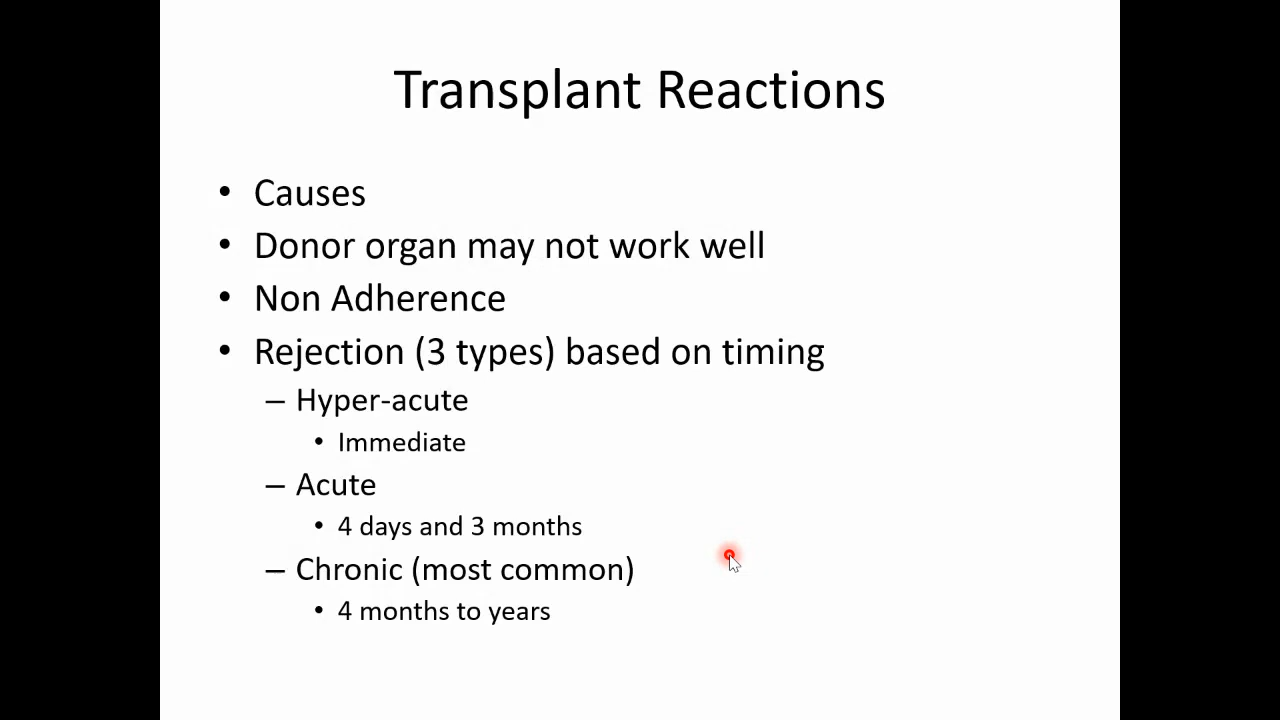 Transplant Reactions
• Causes
• Donor organ may not work well
• Non Adherence
• Rejection (3 types) based on timing
– Hyper-acute
• Immediate
– Acute
• 4 days and 3 months
– Chronic (most common)
• 4 months to years